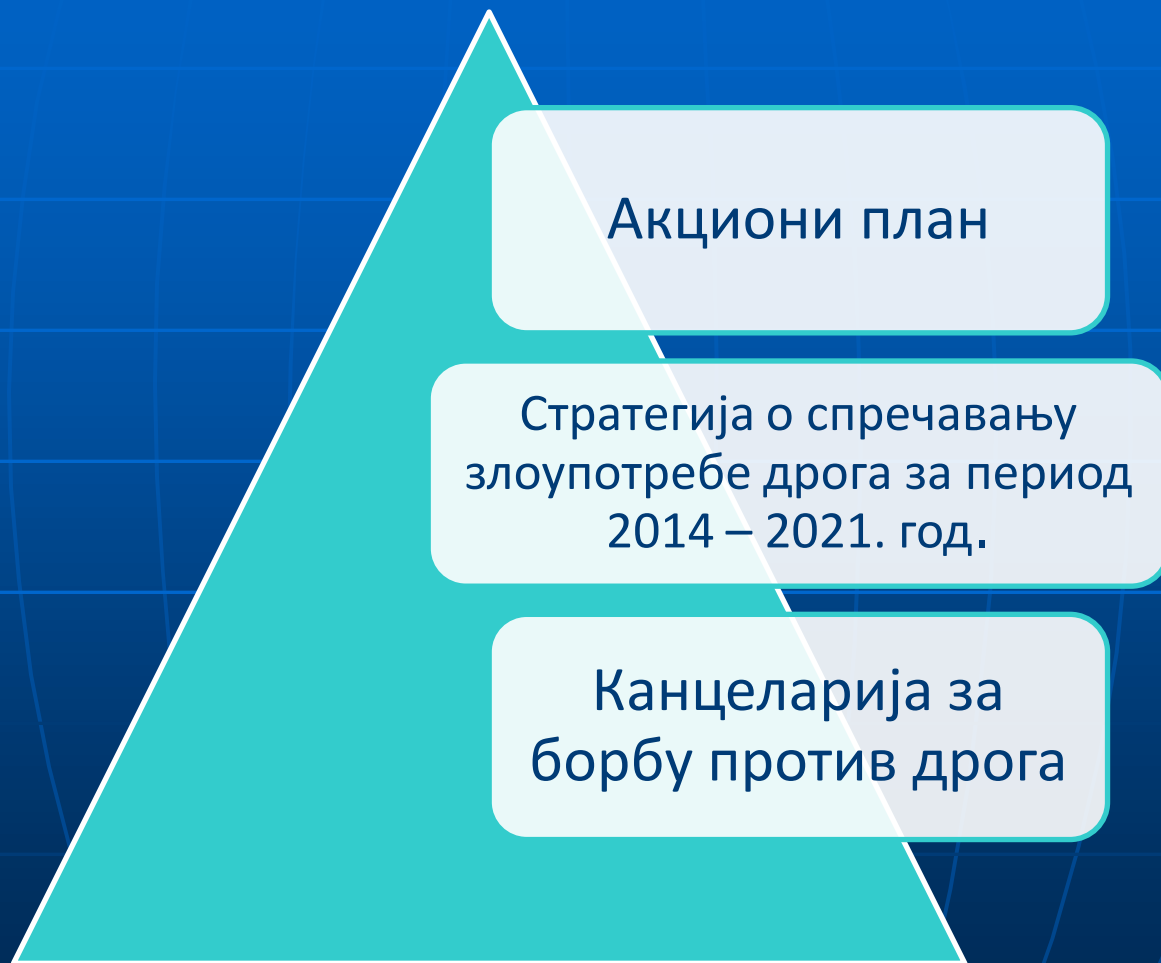 Акциони план
Стратегија о спречавању
злоупотребе дрога за период
2014 – 2021. год.
Канцеларија за
борбу против дрога